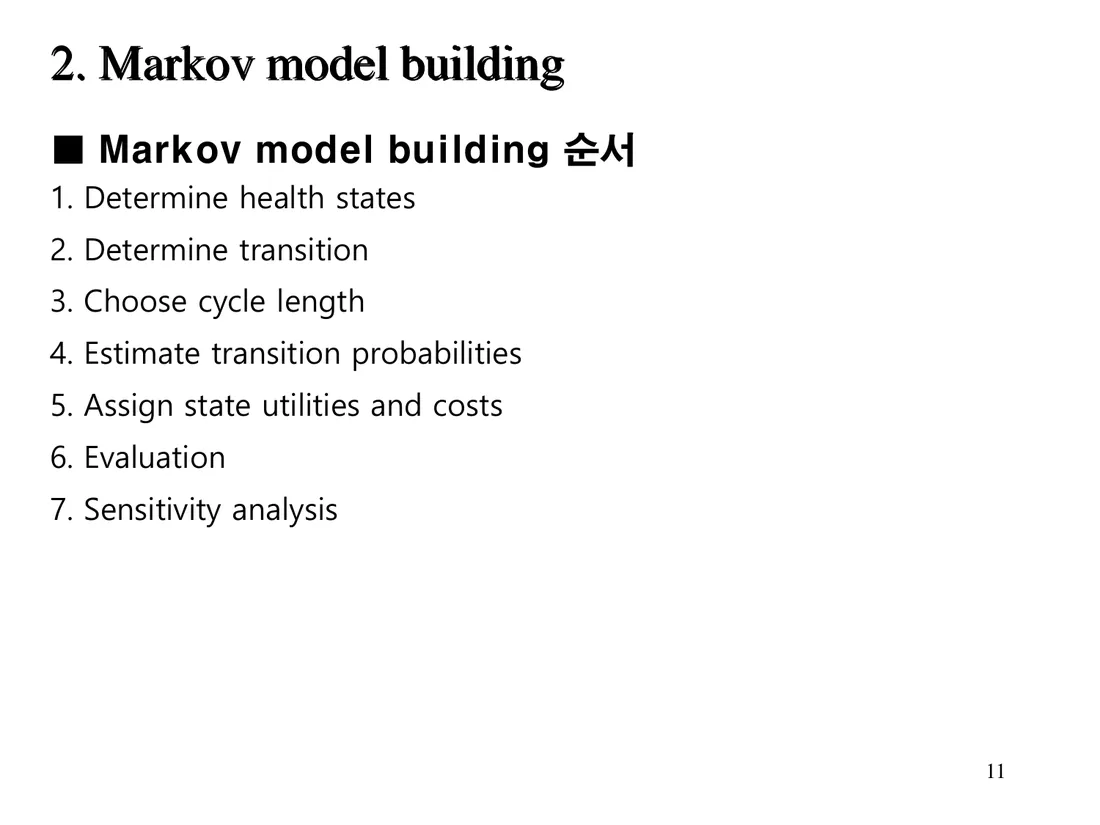 2. Markov model building
■ Markov model building 순서
1. Determine health states
2. Determine transition
3. Choose cycle length
4. Estimate transition probabilities
5. Assign state utilities and costs
6. Evaluation
7. Sensitivity analysis
11